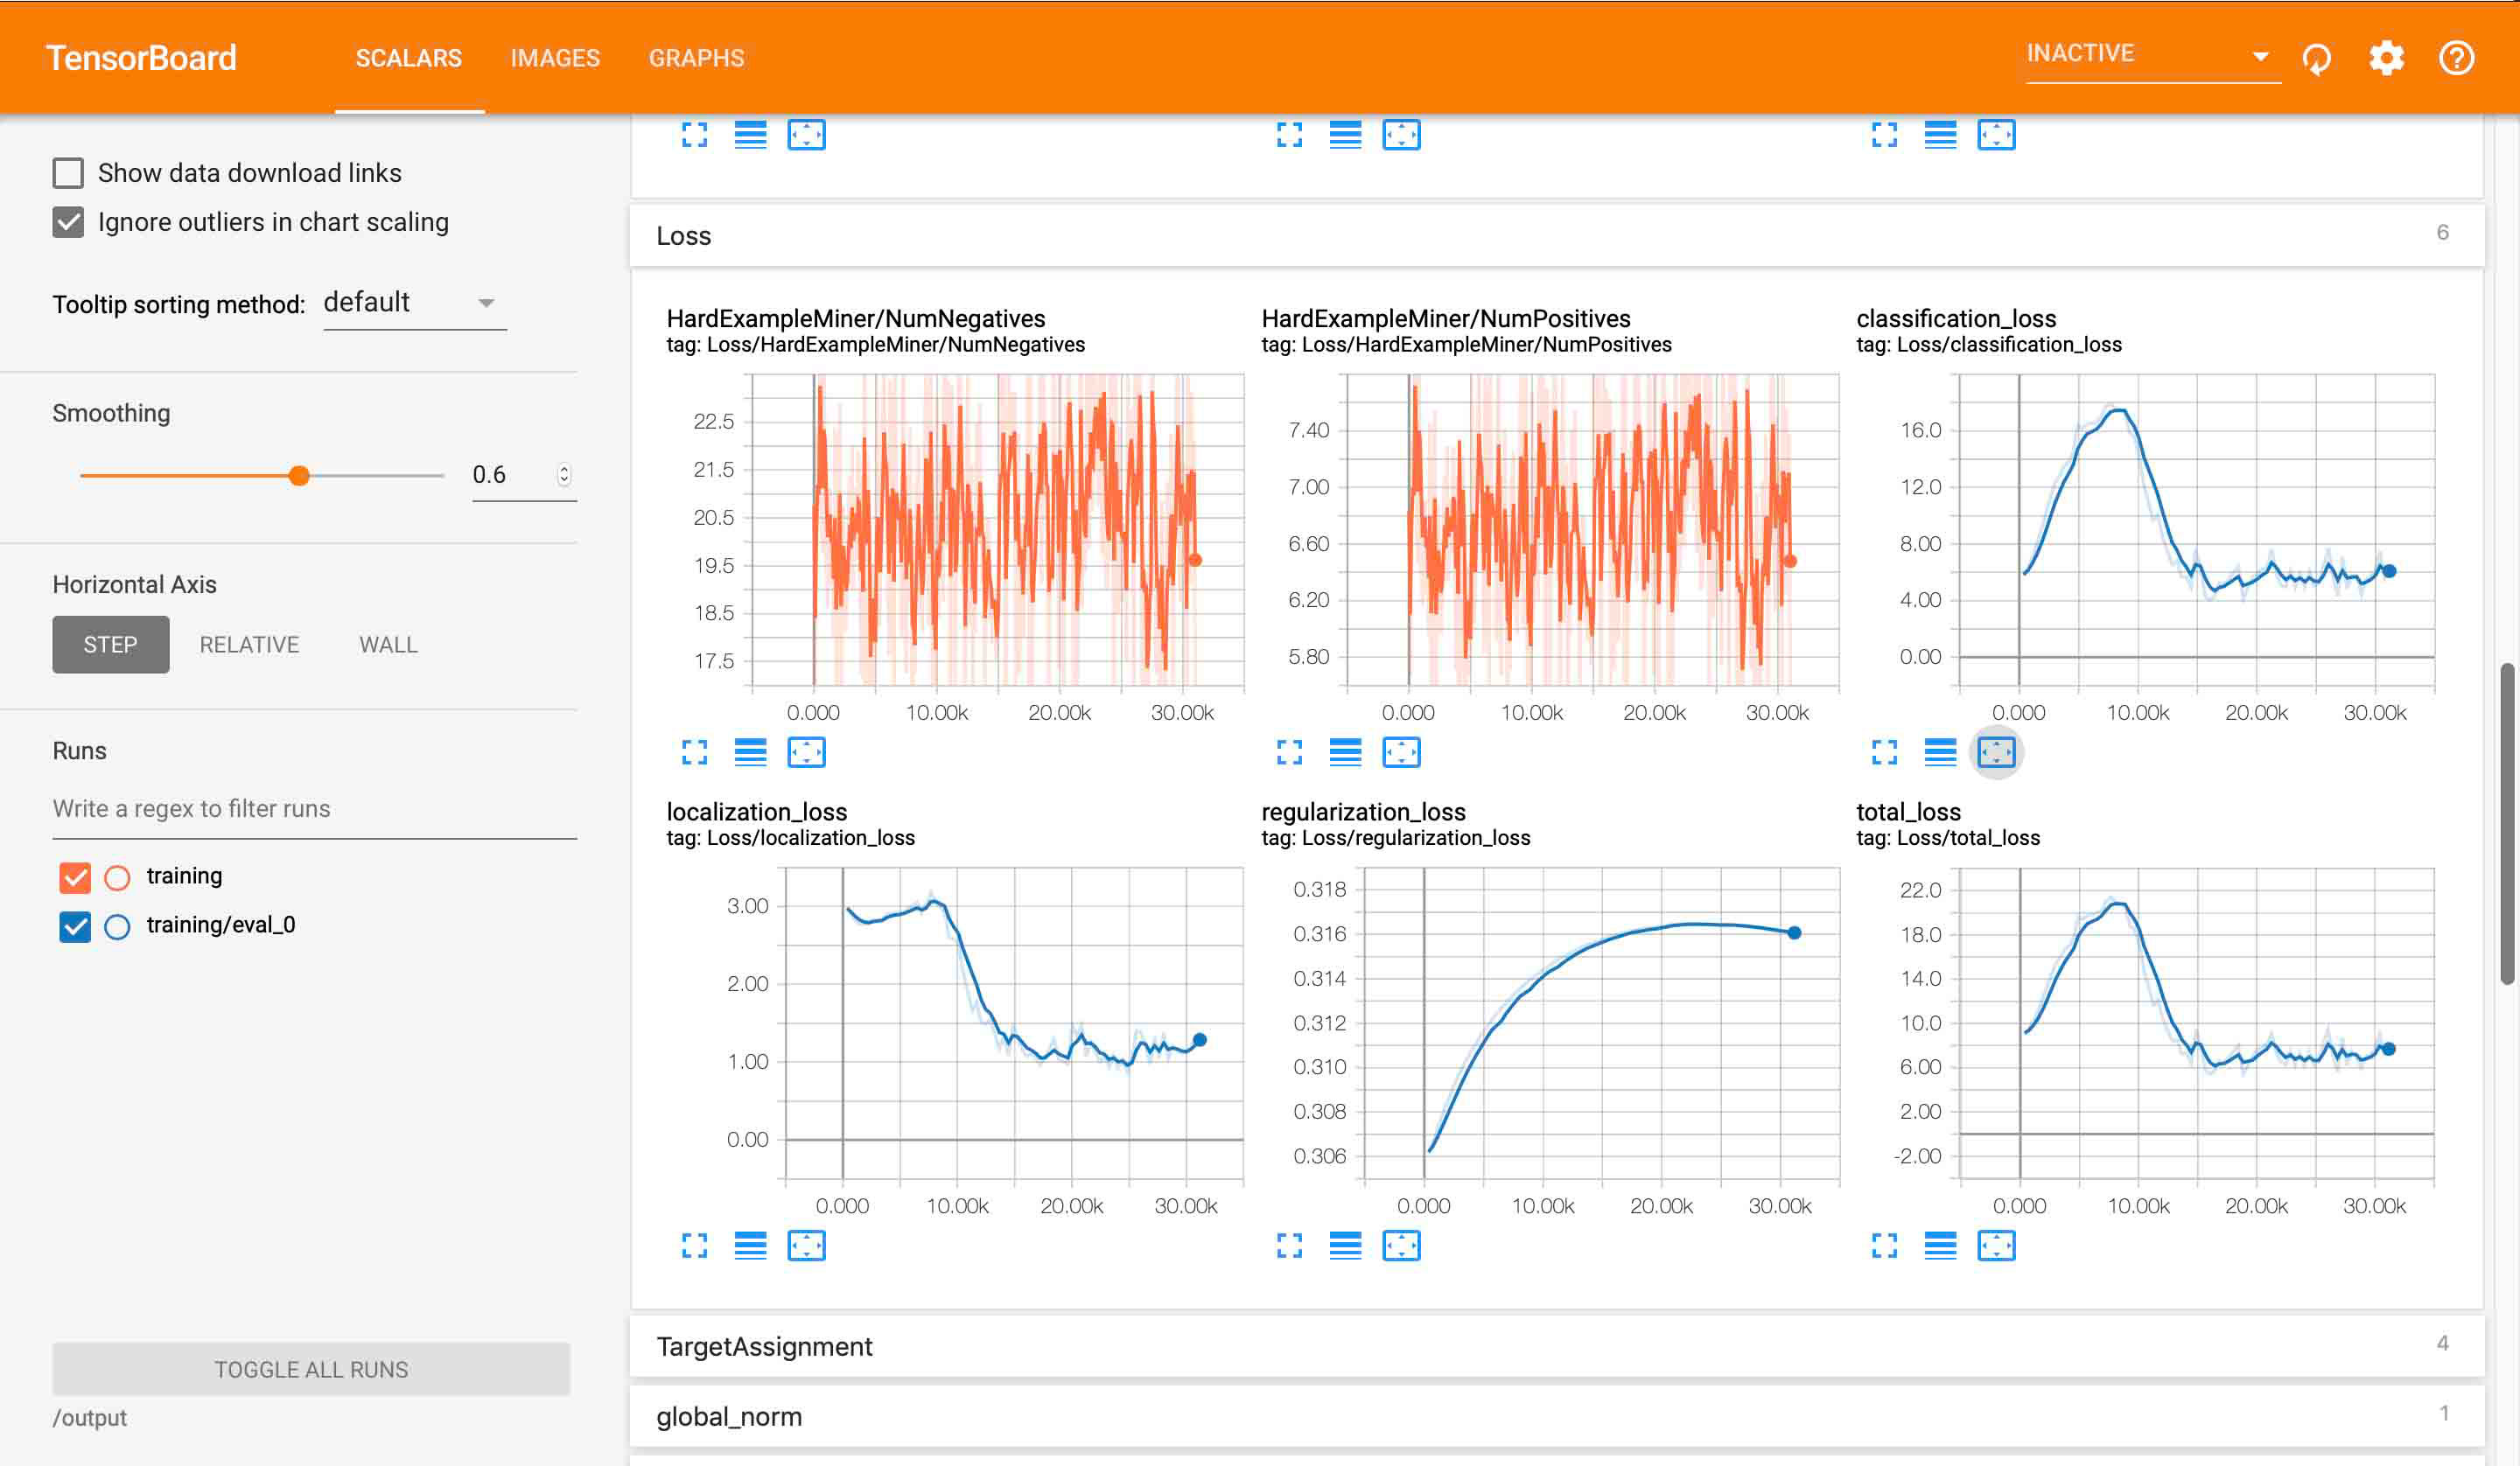 TensorBoard SCALARS IMAGES GRAPHS INACTIVE
Show data download links
Ignore outliers in chart scaling
Tooltip sorting method: default
Smoothing
0.6
Horizontal Axis
STEP RELATIVE WALL
Runs
Write a regex to filter runs
training
training/eval_0
TOGGLE ALL RUNS
/output
Loss 6
HardExampleMiner/NumNegatives
tag: Loss/HardExampleMiner/NumNegatives
22.5
21.5
20.5
19.5
18.5
17.5
0.000 10.00k 20.00k 30.00k
HardExampleMiner/NumPositives
tag: Loss/HardExampleMiner/NumPositives
7.40
7.00
6.60
6.20
5.80
0.000 10.00k 20.00k 30.00k
classification_loss
tag: Loss/classification_loss
16.0
12.0
8.00
4.00
0.00
0.000 10.00k 20.00k 30.00k
localization_loss
tag: Loss/localization_loss
3.00
2.00
1.00
0.00
0.000 10.00k 20.00k 30.00k
regularization_loss
tag: Loss/regularization_loss
0.318
0.316
0.314
0.312
0.310
0.308
0.306
0.000 10.00k 20.00k 30.00k
total_loss
tag: Loss/total_loss
22.0
18.0
14.0
10.0
6.00
2.00
-2.00
0.000 10.00k 20.00k 30.00k
TargetAssignment 4
global_norm 1